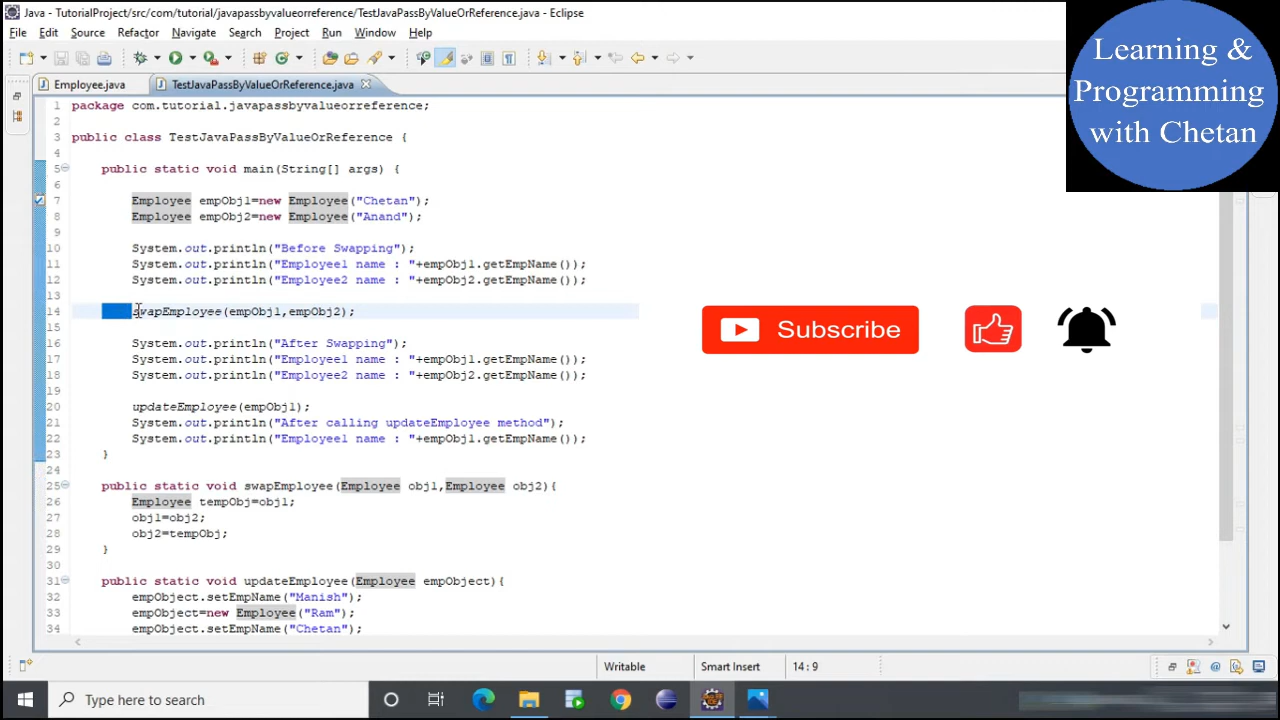 Java - TutorialProject/src/com/tutorial/javapassbyvalueorreference/TestJavaPassByValueOrReference.java - Eclipse
File Edit Source Refactor Navigate Search Project Run Window Help
Learning &
Programming
with Chetan
Employee.java TestJavaPassByValueOrReference.java
1 package com.tutorial.javapassbyvalueorreference;
2
3 public class TestJavaPassByValueOrReference {
4
5 public static void main(String[] args) {
6
7 Employee empObj1=new Employee("Chetan");
8 Employee empObj2=new Employee("Anand");
10 System.out.println("Before Swapping");
11 System.out.println("Employee1 name : "+empObj1.getEmpName());
12 System.out.println("Employee2 name : "+empObj2.getEmpName());
13
14 swapEmployee(empObj1,empObj2);
15
16 System.out.println("After Swapping");
17 System.out.println("Employee1 name : "+empObj1.getEmpName());
18 System.out.println("Employee2 name : "+empObj2.getEmpName());
19
20 updateEmployee(empObj1);
21 System.out.println("After calling updateEmployee method");
22 System.out.println("Employee1 name : "+empObj1.getEmpName());
23 }
24
25 public static void swapEmployee(Employee obj1,Employee obj2){
26 Employee tempObj=obj1;
27 obj1=obj2;
28 obj2=tempObj;
29 }
30
31 public static void updateEmployee(Employee empObject){
32 empObject.setEmpName("Manish");
33 empObject=new Employee("Ram");
34 empObject.setEmpName("Chetan");
Subscribe
Writable Smart Insert 14:9
Type here to search